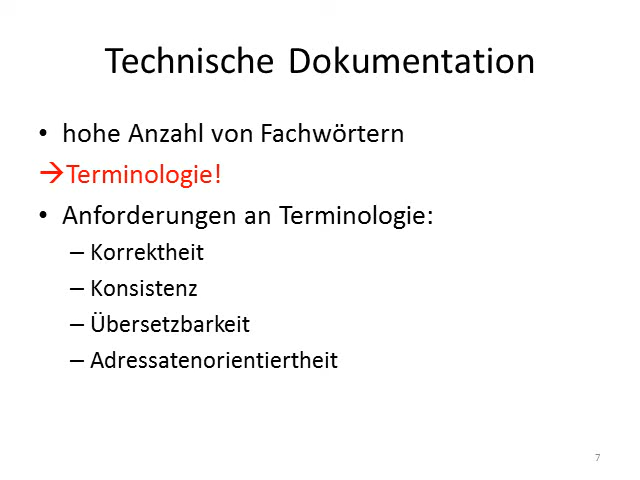 Technische Dokumentation
• hohe Anzahl von Fachwörtern
→Terminologie!
• Anforderungen an Terminologie:
– Korrektheit
– Konsistenz
– Übersetzbarkeit
– Adressatenorientiertheit
7